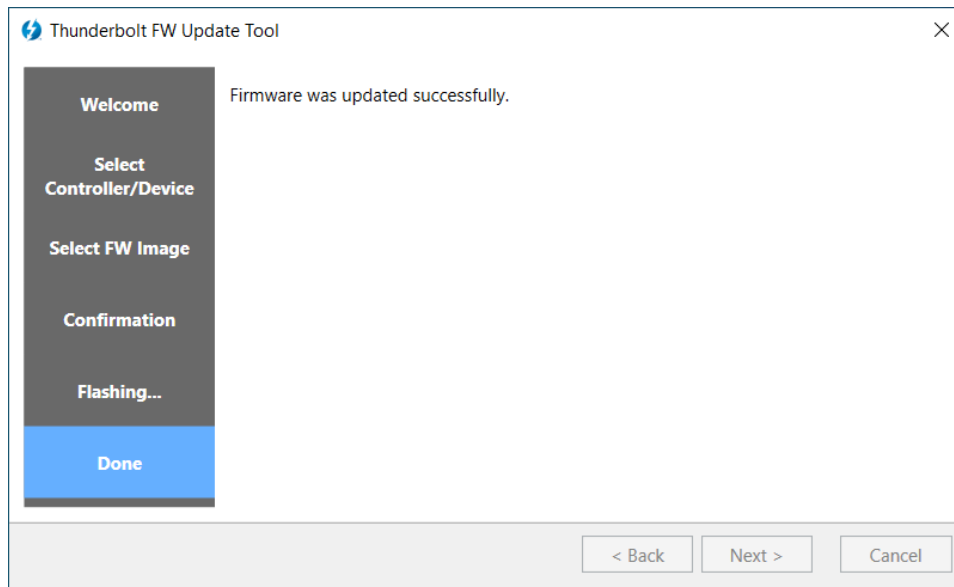 Thunderbolt FW Update Tool
Welcome
Firmware was updated successfully.
Select
Controller/Device
Select FW Image
Confirmation
Flashing...
Done
< Back
Next >
Cancel